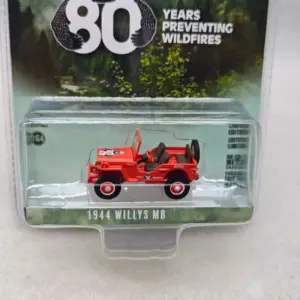 80
YEARS
PREVENTING
WILDFIRES
1944 WILLYS MB